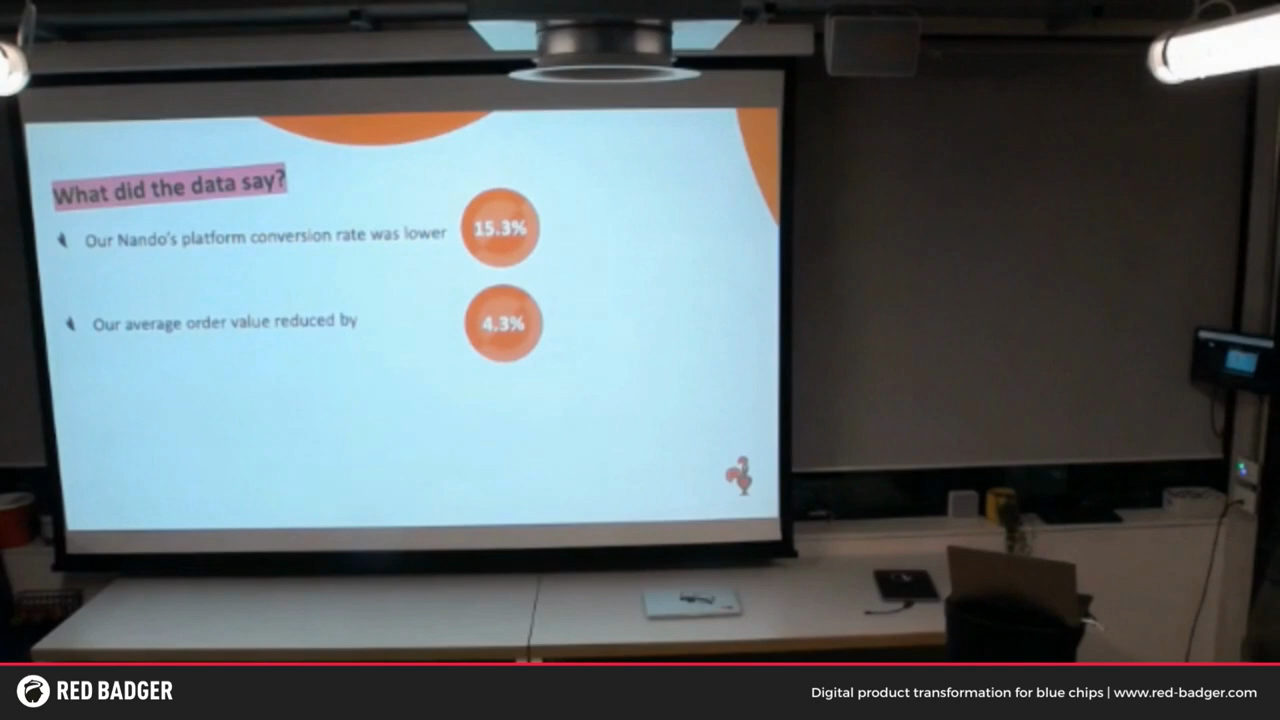 What did the data say?
Our Nando's platform conversion rate was lower 15.3%
Our average order value reduced by 4.3%
RED BADGER
Digital product transformation for blue chips | www.red-badger.com